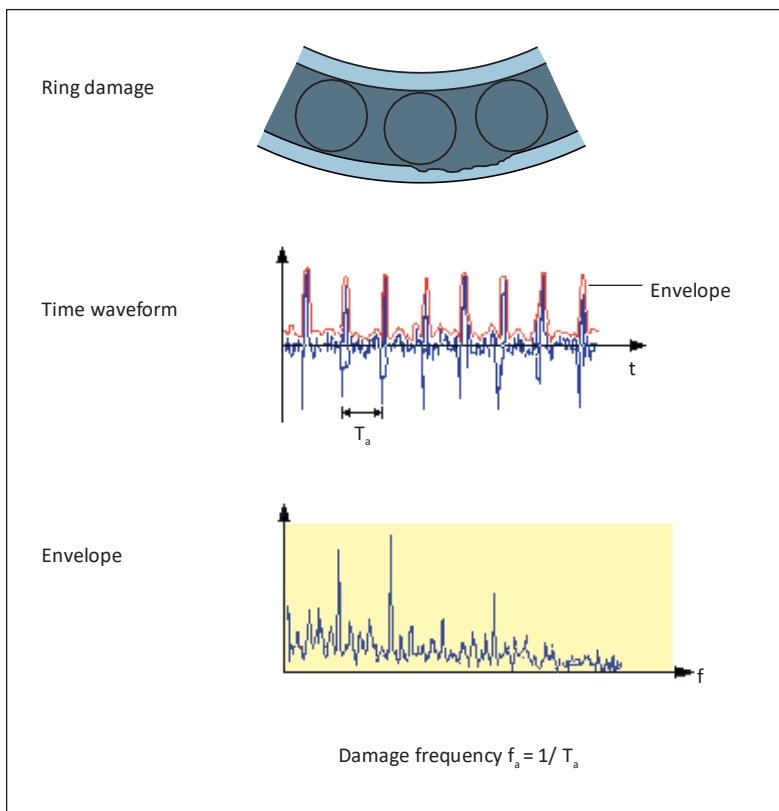 Ring damage
Time waveform
Envelope
t
Tₐ
Envelope
f
Damage frequency fₐ = 1/ Tₐ